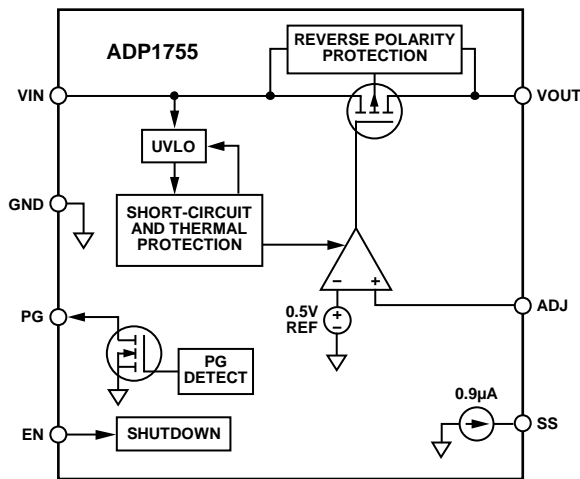 ADP1755
REVERSE POLARITY
PROTECTION
VIN
VOUT
UVLO
GND
SHORT-CIRCUIT
AND THERMAL
PROTECTION
PG
0.5V
REF
ADJ
PG
DETECT
0.9µA
EN
SHUTDOWN
SS